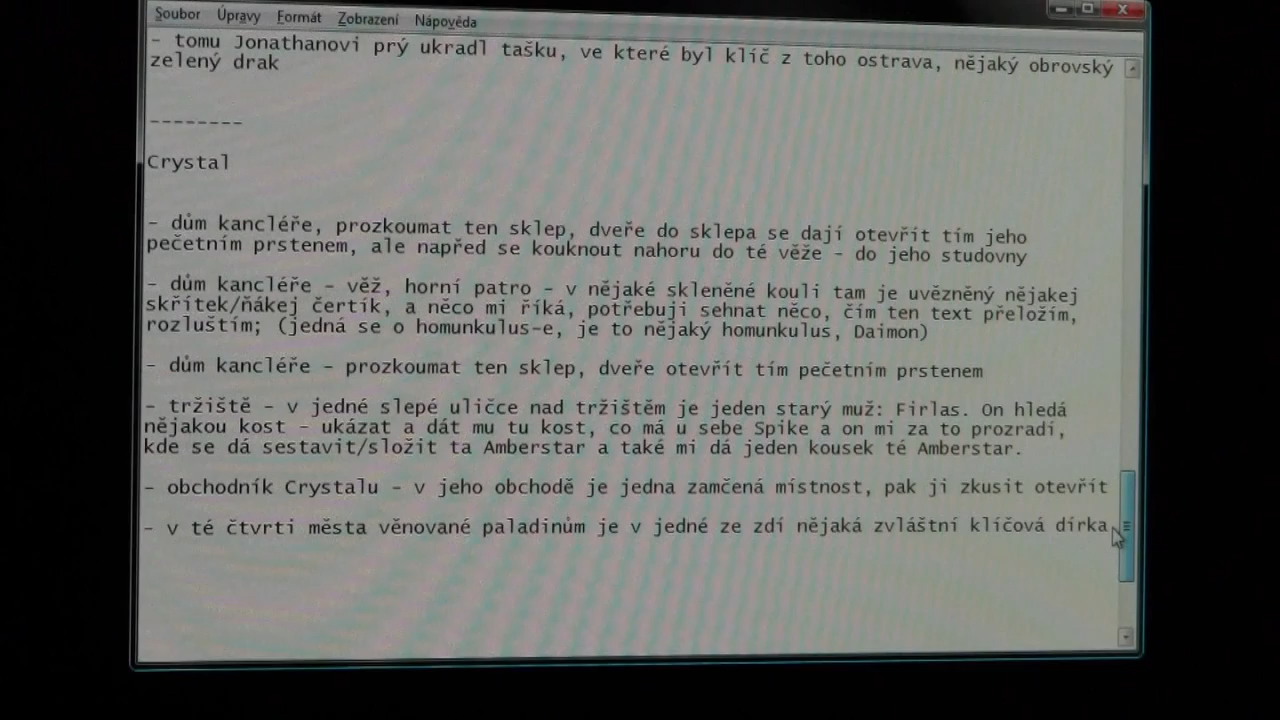 Soubor Úpravy Formát Zobrazení Nápověda
- tomu Jonathanovi prý ukradl tašku, ve které byl klíč z toho ostrava, nějaký obrovský
zelený drak
--------
Crystal
- dům kancléře, prozkoumat ten sklep, dveře do sklepa se dají otevřít tím jeho
pečetním prstenem, ale napřed se kouknout nahoru do té věže - do jeho studovny
- dům kancléře - věž, horní patro - v nějaké skleněné kouli tam je uvězněný nějakej
skřítek/ňákej čertík, a něco mi říká, potřebuji sehnat něco, čím ten text přeložím,
rozluštím; (jedná se o homunkulus-e, je to nějaký homunkulus, Daimon)
- dům kancléře - prozkoumat ten sklep, dveře otevřít tím pečetním prstenem
- tržiště - v jedné slepé uličce nad tržištěm je jeden starý muž: Firlas. On hledá
nějakou kost - ukázat a dát mu tu kost, co má u sebe Spike a on mi za to prozradí,
kde se dá sestavit/složit ta Amberstar a také mi dá jeden kousek té Amberstar.
- obchodník Crystalu - v jeho obchodě je jedna zamčená místnost, pak ji zkusit otevřít
- v té čtvrti města věnované paladinům je v jedné ze zdí nějaká zvláštní klíčová dírka